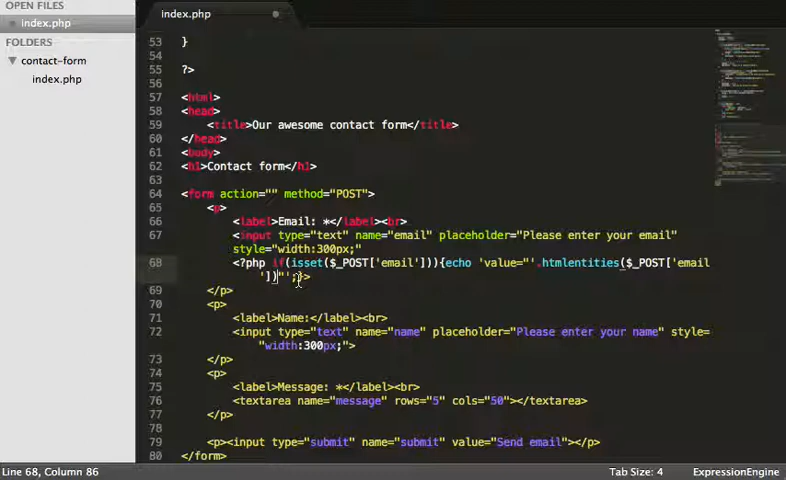 OPEN FILES
index.php
FOLDERS
contact-form
index.php
index.php
53 }
54
55 ?>
56
57 <html>
58 <head>
59 <title>Our awesome contact form</title>
60 </head>
61 <body>
62 <h1>Contact form</h1>
63
64 <form action="" method="POST">
65 <p>
66 <label>Email: *</label><br>
67 <input type="text" name="email" placeholder="Please enter your email"
style="width:300px;"
68 <?php if(isset($_POST['email'])){echo 'value="'.htmlentities($_POST['email
'])"';}>
69 </p>
70 <p>
71 <label>Name:</label><br>
72 <input type="text" name="name" placeholder="Please enter your name" style=
"width:300px;">
73 </p>
74 <p>
75 <label>Message: *</label><br>
76 <textarea name="message" rows="5" cols="50"></textarea>
77 </p>
78
79 <p><input type="submit" name="submit" value="Send email"></p>
80 </form>
Line 68, Column 86
Tab Size: 4
ExpressionEngine